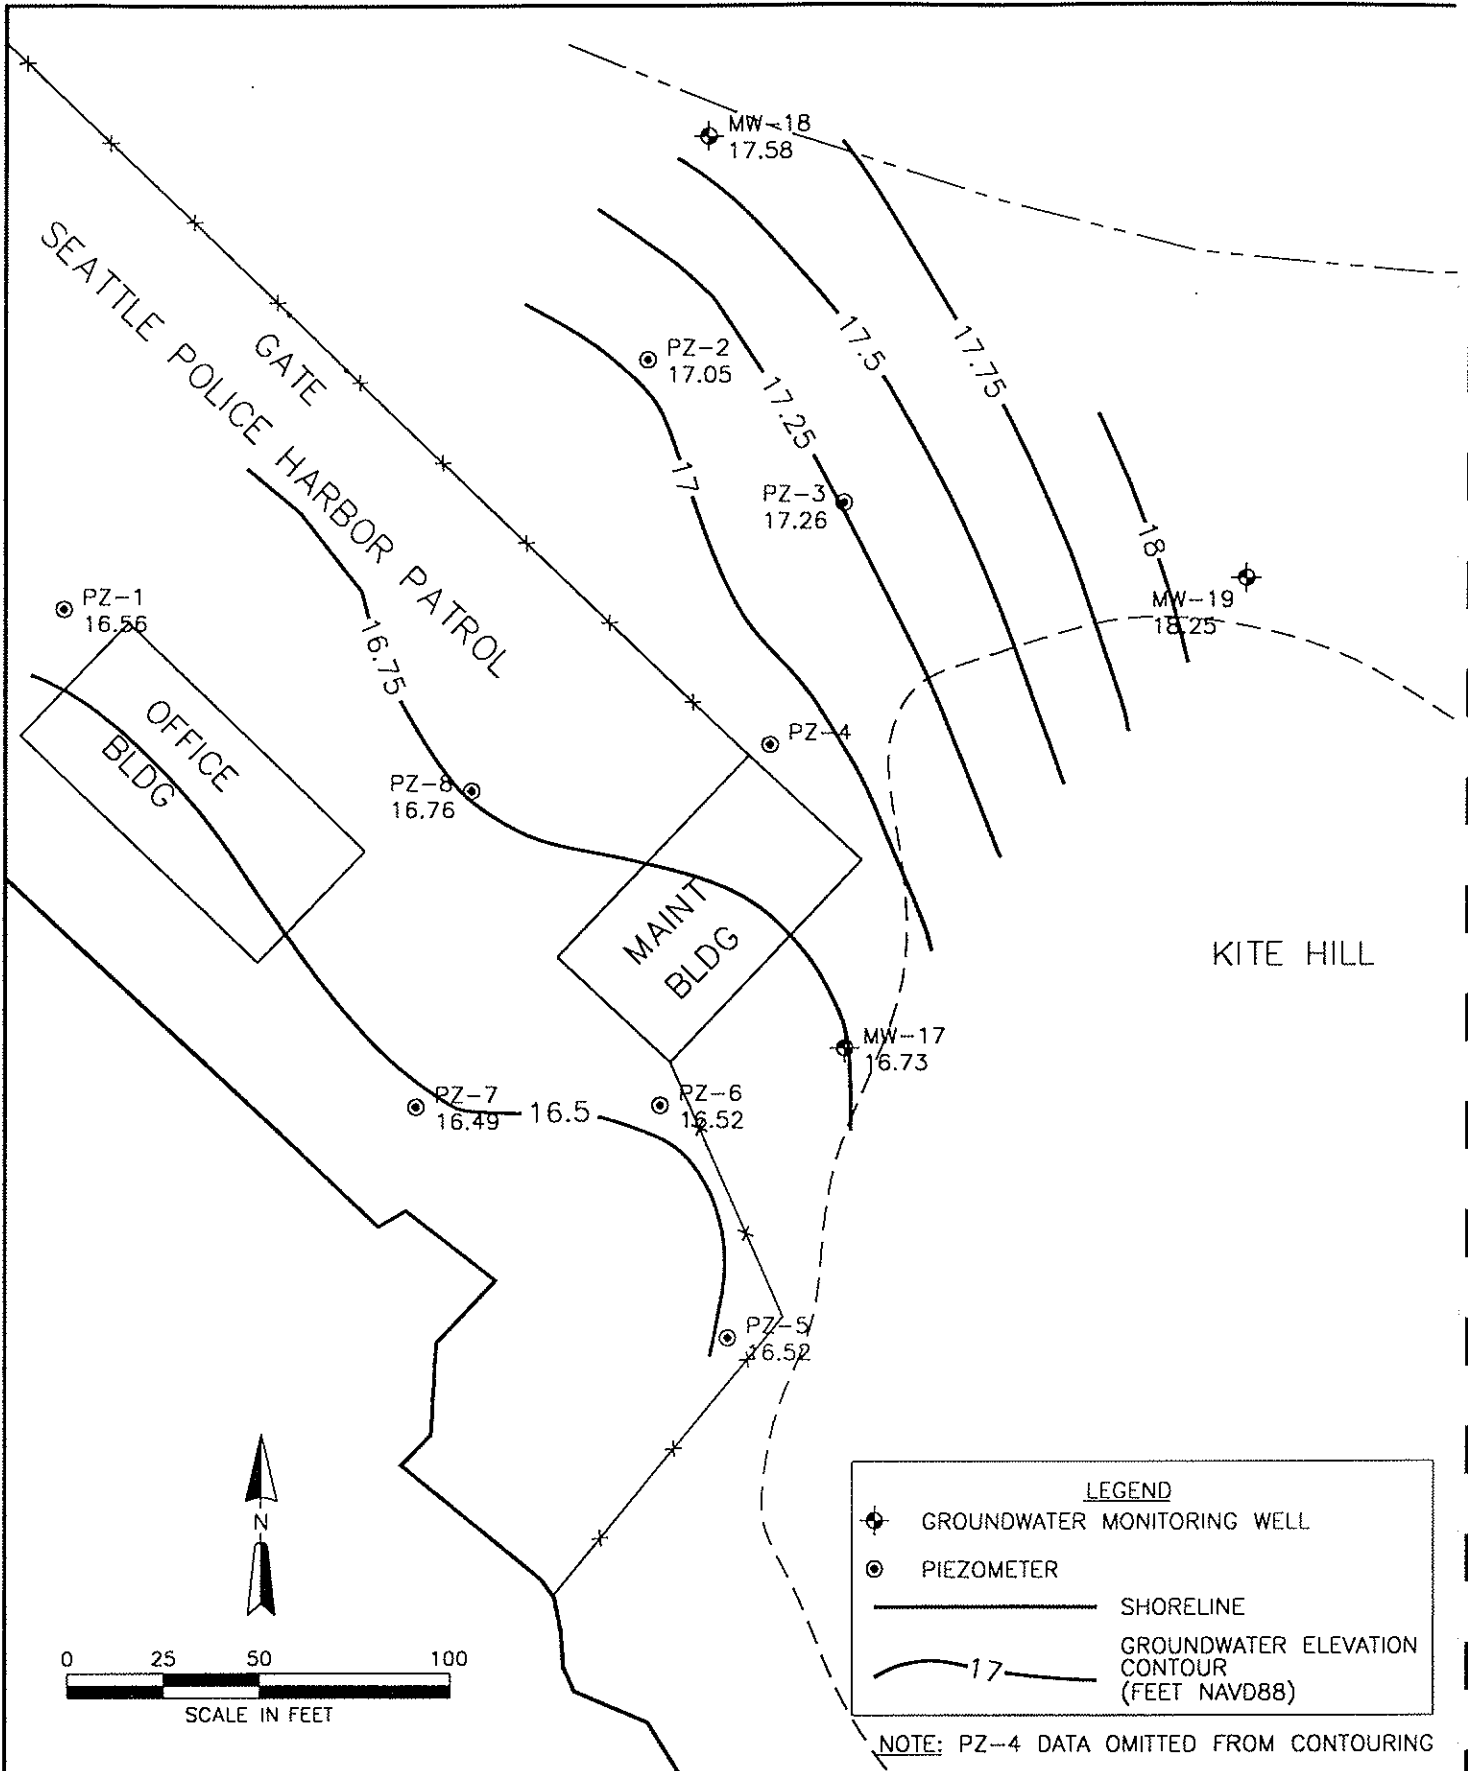 MW-18
17.58
SEATTLE POLICE HARBOR PATROL
GATE
PZ-2
17.05
17.5
17.75
17.25
17
PZ-3
17.26
18
MW-19
18.25
PZ-1
16.56
16.75
OFFICE
BLDG
PZ-4
PZ-8
16.76
MAINT
BLDG
KITE HILL
MW-17
16.73
PZ-7
16.49
16.5
PZ-6
16.52
PZ-5
16.52
N
0 25 50 100
SCALE IN FEET
LEGEND
GROUNDWATER MONITORING WELL
PIEZOMETER
SHORELINE
17
GROUNDWATER ELEVATION
CONTOUR
(FEET NAVD88)
NOTE: PZ-4 DATA OMITTED FROM CONTOURING